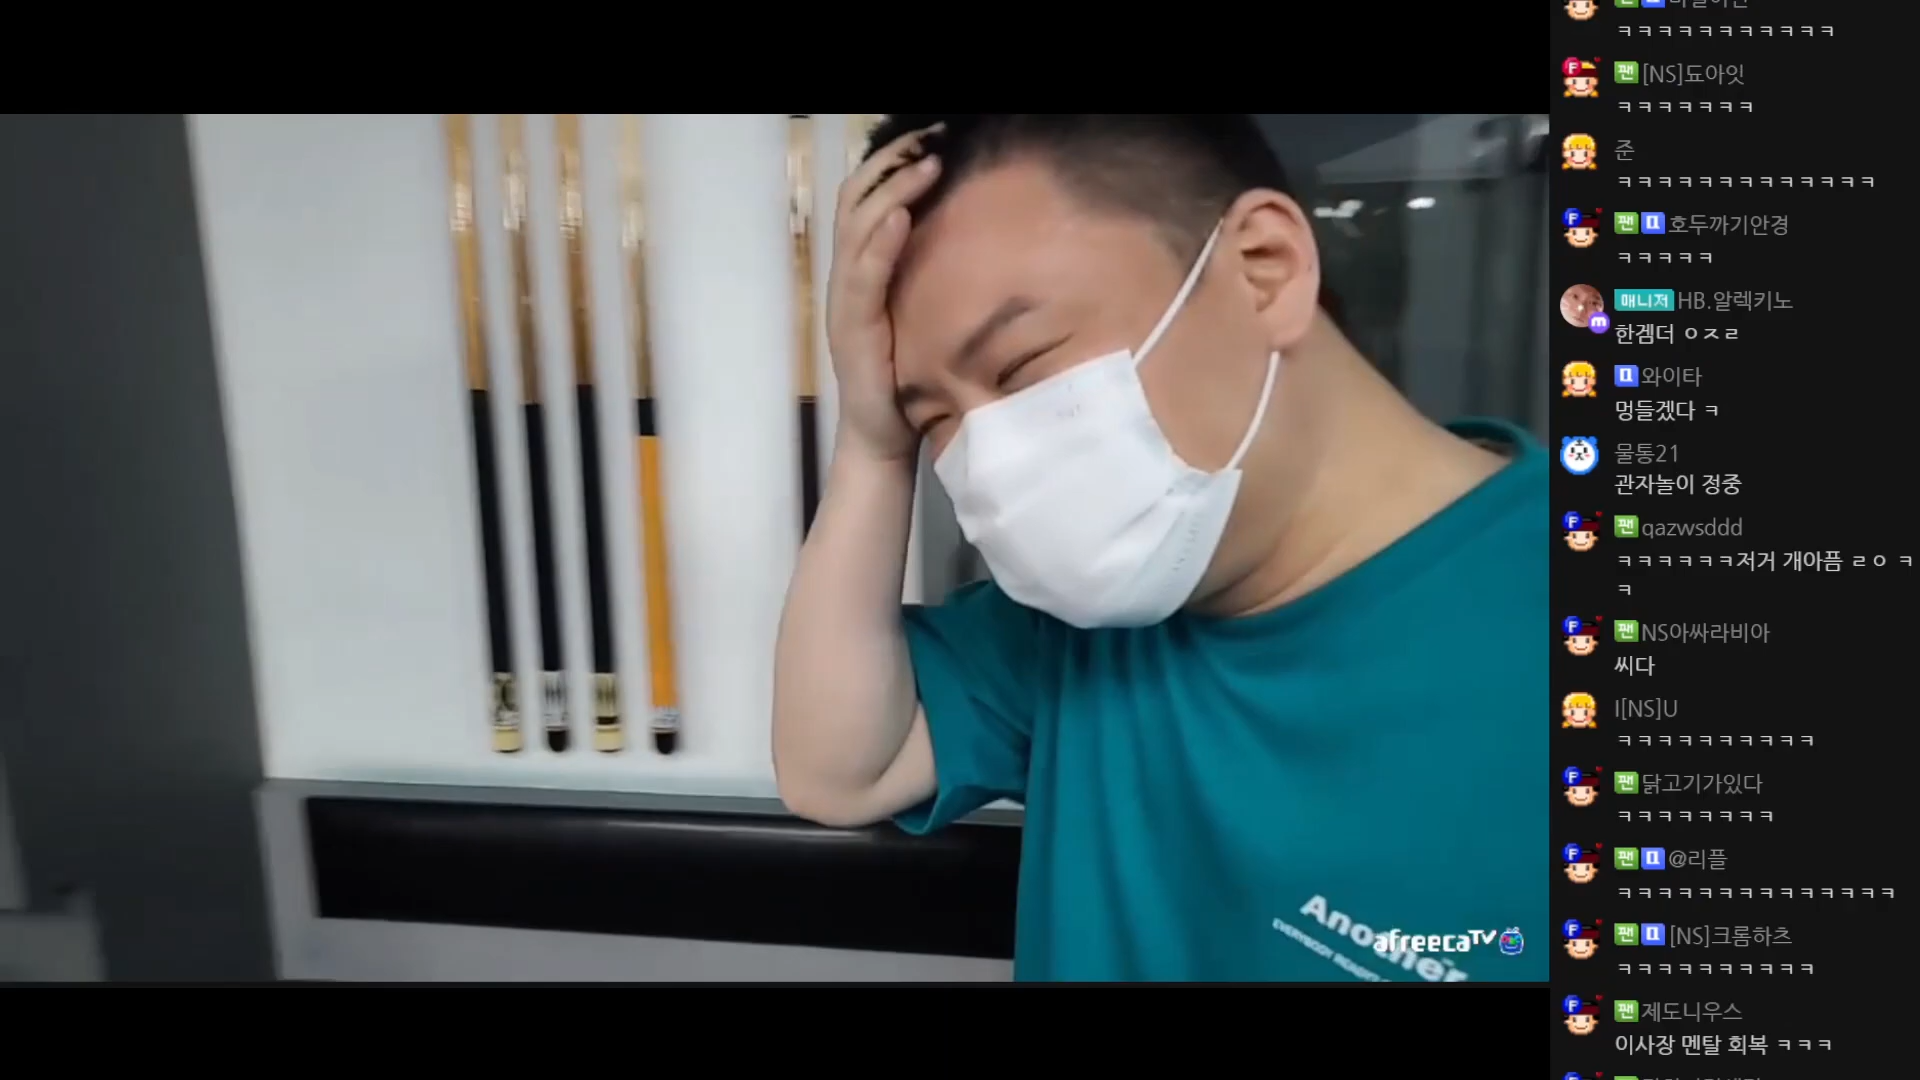 ㅋㅋㅋㅋㅋㅋㅋㅋㅋㅋㅋ
팬 [NS]됴아잇
ㅋㅋㅋㅋㅋㅋㅋ
준
ㅋㅋㅋㅋㅋㅋㅋㅋㅋㅋㅋㅋㅋ
팬 호두까기안경
ㅋㅋㅋㅋㅋ
매니저 HB.알렉키노
한겜더 ㅇㅈㄹ
와이타
멍들겠다 ㅋ
물통21
관자놀이 정중
팬 qazwsddd
ㅋㅋㅋㅋㅋㅋ저거 개아픔 ㄹㅇ ㅋ
ㅋ
팬 NS아싸라비아
씨다
I[NS]U
ㅋㅋㅋㅋㅋㅋㅋㅋㅋㅋ
팬 닭고기가있다
ㅋㅋㅋㅋㅋㅋㅋㅋ
팬 @리플
ㅋㅋㅋㅋㅋㅋㅋㅋㅋㅋㅋㅋㅋㅋ
팬 [NS]크롬하츠
ㅋㅋㅋㅋㅋㅋㅋㅋㅋㅋ
팬 제도니우스
이사장 멘탈 회복 ㅋㅋㅋ
Another
EVERYBODY
afreecaTV